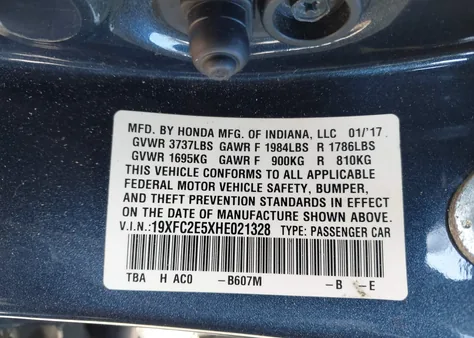 MFD. BY HONDA MFG. OF INDIANA, LLC 01/'17
GVWR 3737LBS GAWR F 1984LBS R 1786LBS
GVWR 1695KG GAWR F 900KG R 810KG
THIS VEHICLE CONFORMS TO ALL APPLICABLE
FEDERAL MOTOR VEHICLE SAFETY, BUMPER,
AND THEFT PREVENTION STANDARDS IN EFFECT
ON THE DATE OF MANUFACTURE SHOWN ABOVE.
V.I.N.:19XFC2E5XHE021328 TYPE: PASSENGER CAR
TBA H AC0 -B607M -B -E